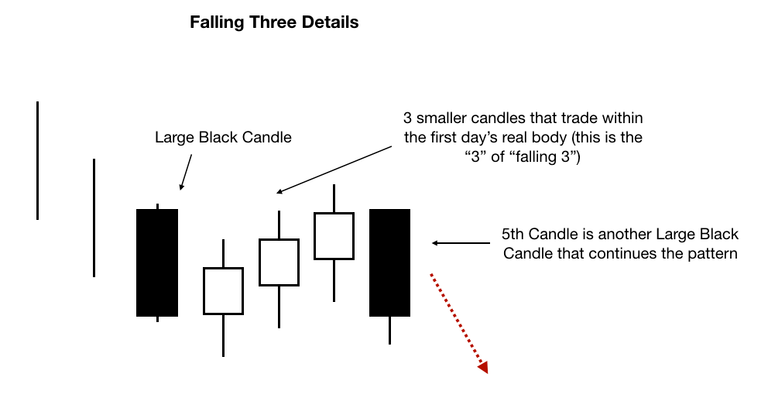 Falling Three Details
Large Black Candle
3 smaller candles that trade within
the first day’s real body (this is the
“3” of “falling 3”)
5th Candle is another Large Black
Candle that continues the pattern